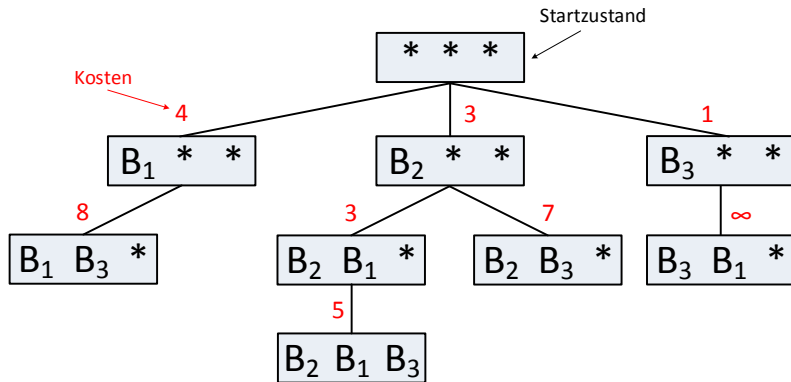 Startzustand
* * *
Kosten
4 3 1
B₁ * * B₂ * * B₃ * *
8 3 7 ∞
B₁ B₃ * B₂ B₁ * B₂ B₃ * B₃ B₁ *
5
B₂ B₁ B₃